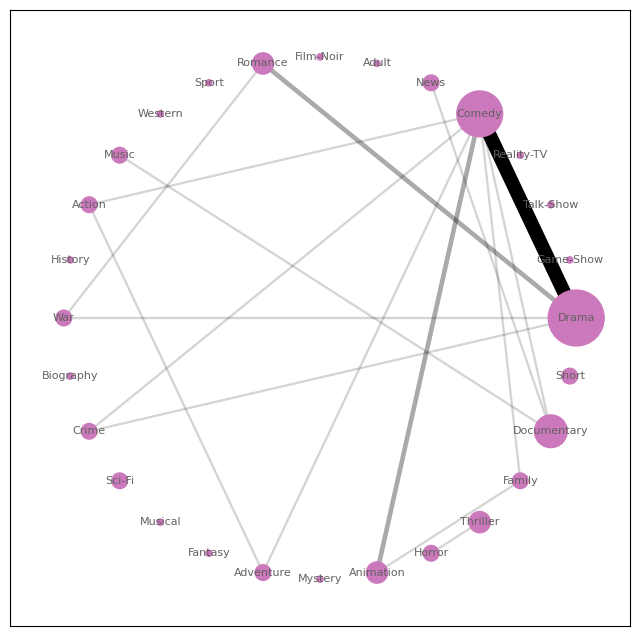 Film-Noir
Romance
Adult
Sport
News
Western
Comedy
Music
Reality-TV
Action
Talk-Show
History
Game-Show
War
Drama
Biography
Short
Crime
Documentary
Sci-Fi
Family
Musical
Thriller
Fantasy
Horror
Adventure
Mystery
Animation